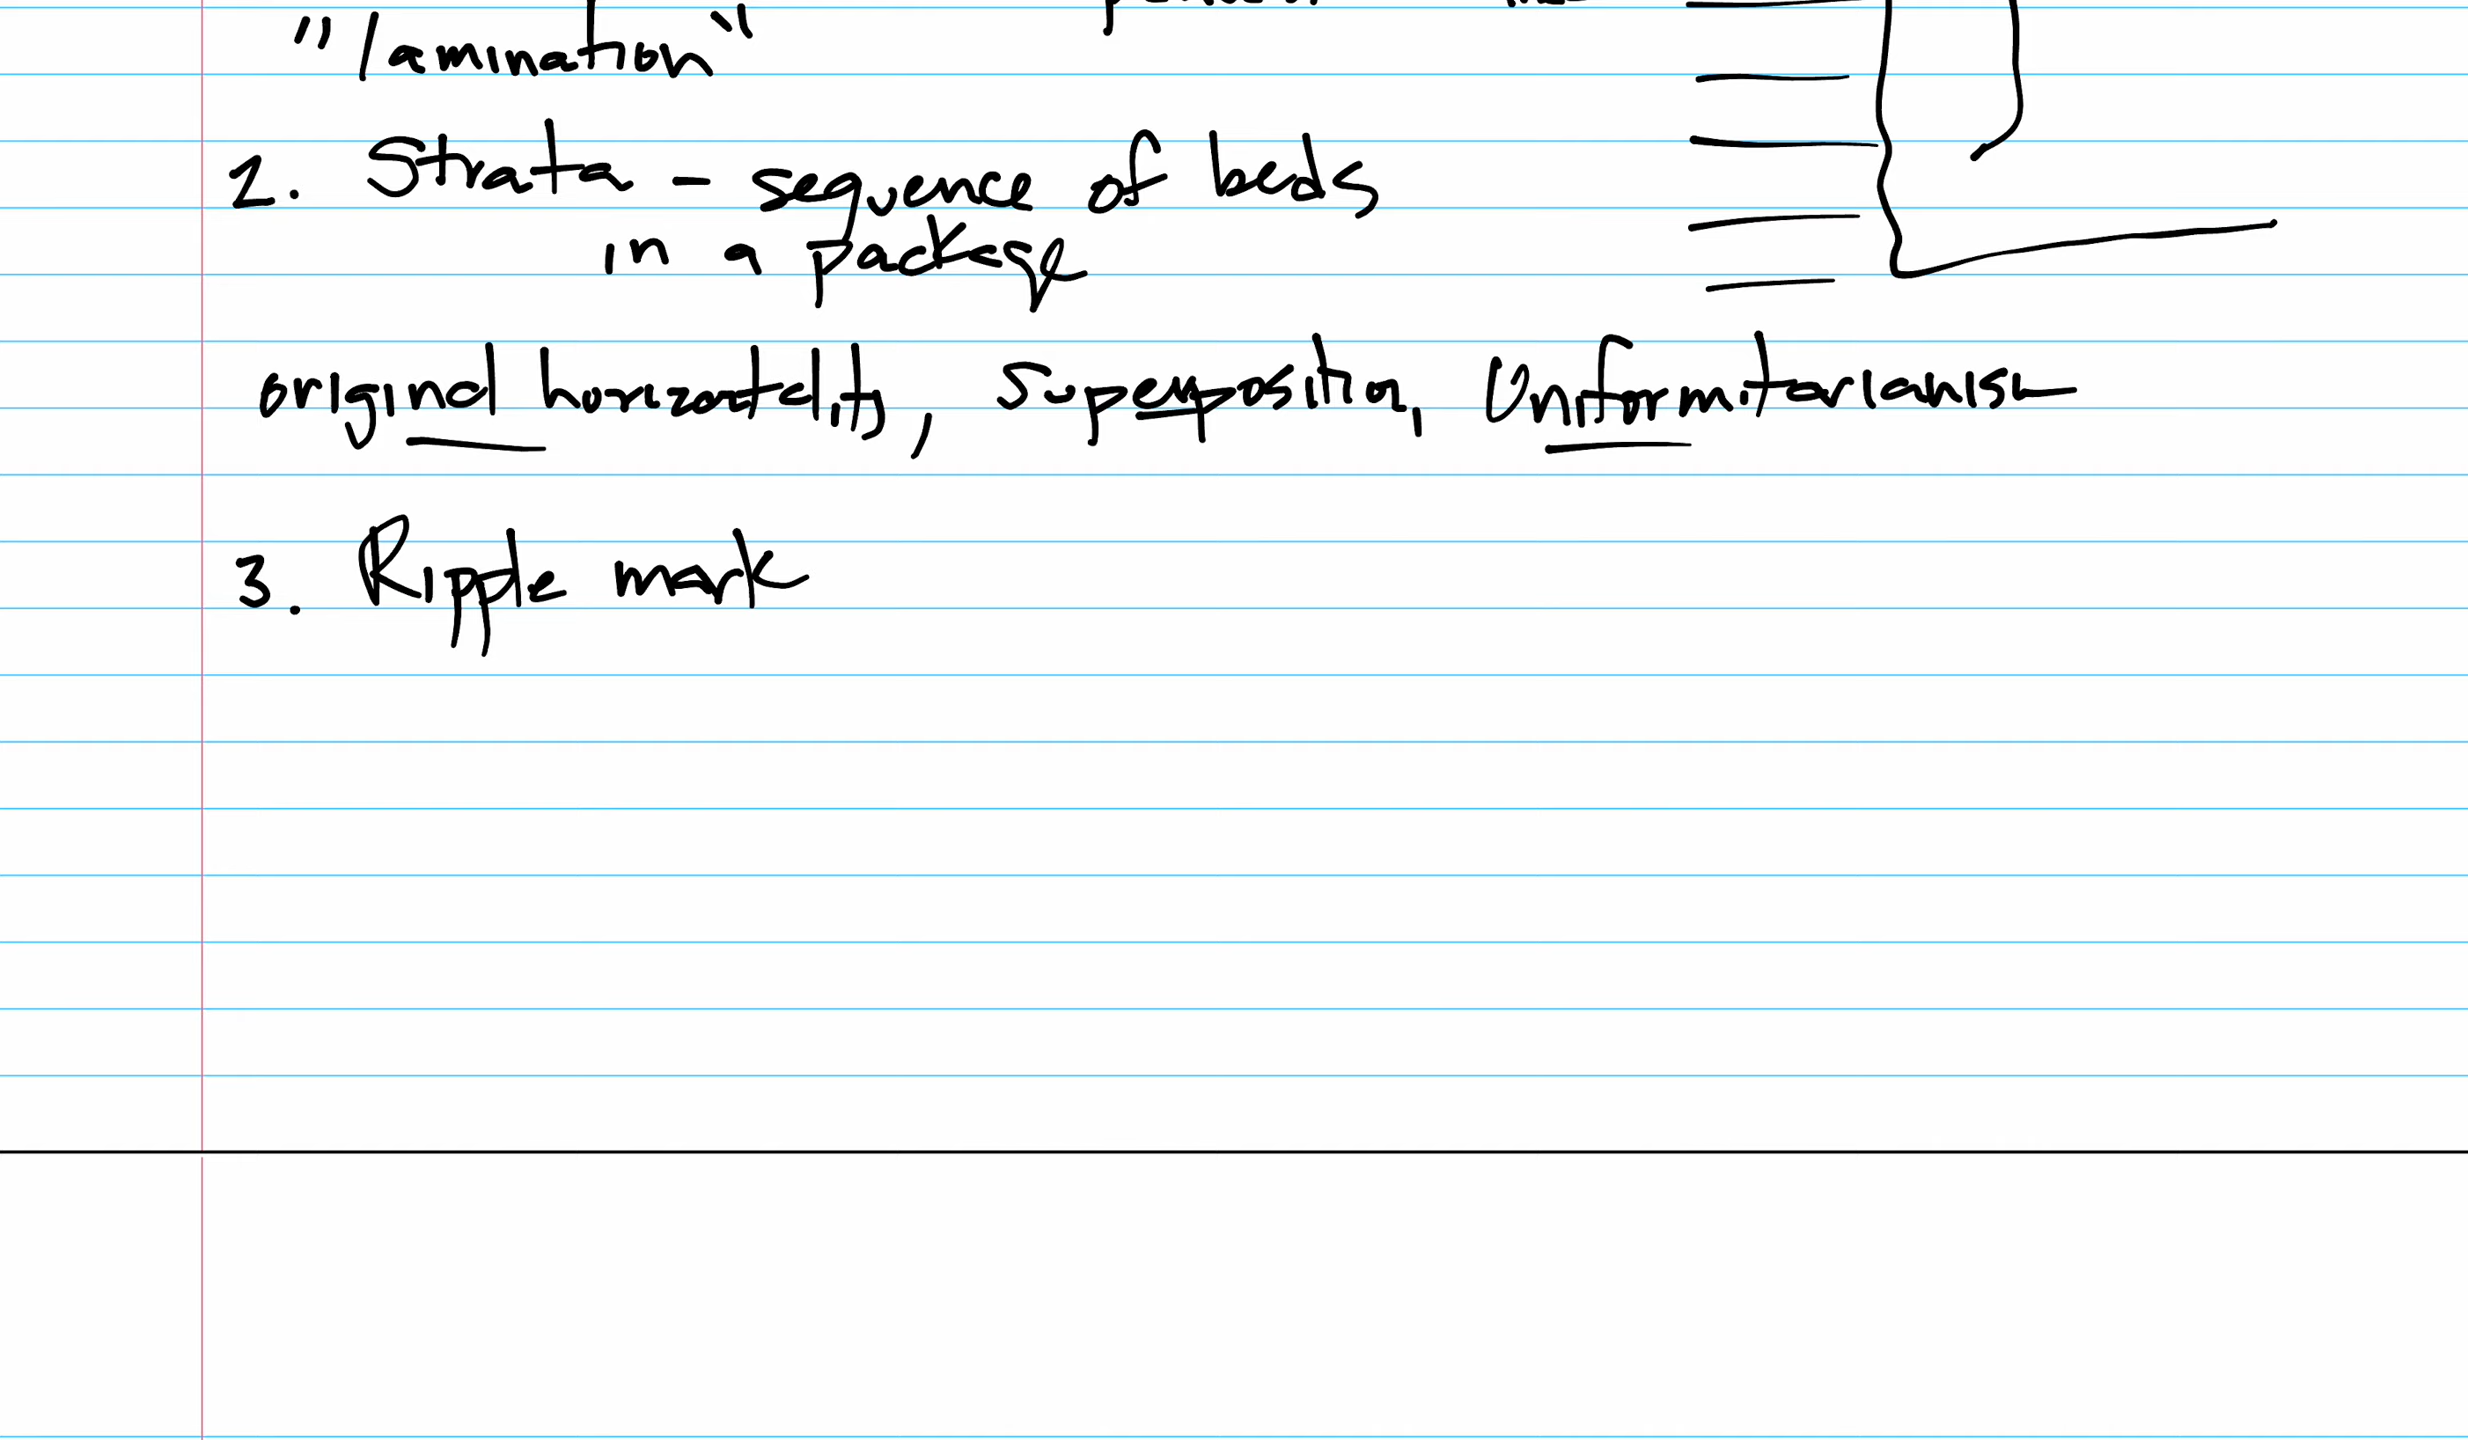 "lamination"
2. Strata - sequence of beds,
in a package
original horizontality, Superposition, Uniformitarianism
3. Ripple mark